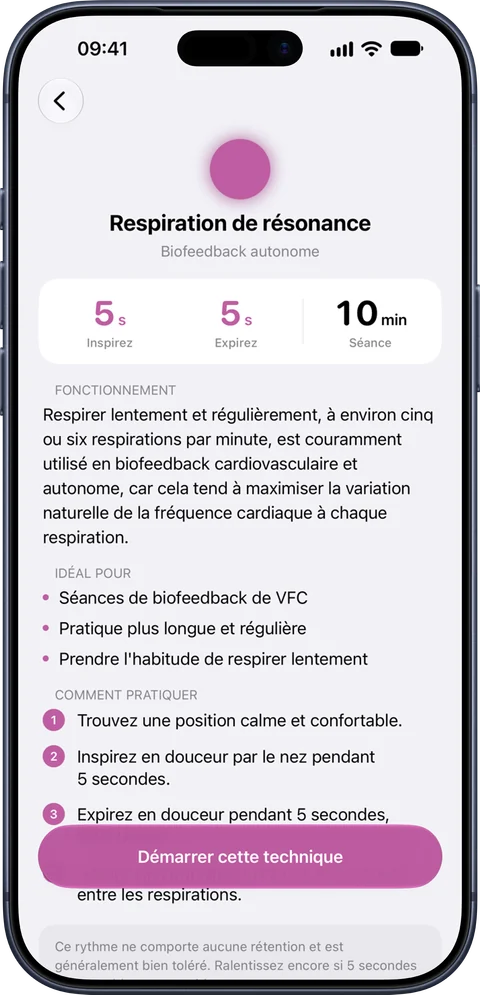 09:41
Respiration de résonance
Biofeedback autonome
5 s
Inspirez
5 s
Expirez
10 min
Séance
FONCTIONNEMENT
Respirer lentement et régulièrement, à environ cinq
ou six respirations par minute, est couramment
utilisé en biofeedback cardiovasculaire et
autonome, car cela tend à maximiser la variation
naturelle de la fréquence cardiaque à chaque
respiration.
IDÉAL POUR
• Séances de biofeedback de VFC
• Pratique plus longue et régulière
• Prendre l'habitude de respirer lentement
COMMENT PRATIQUER
1 Trouvez une position calme et confortable.
2 Inspirez en douceur par le nez pendant
5 secondes.
3 Expirez en douceur pendant 5 secondes,
Démarrer cette technique
entre les respirations.
Ce rythme ne comporte aucune rétention et est
généralement bien toléré. Ralentissez encore si 5 secondes